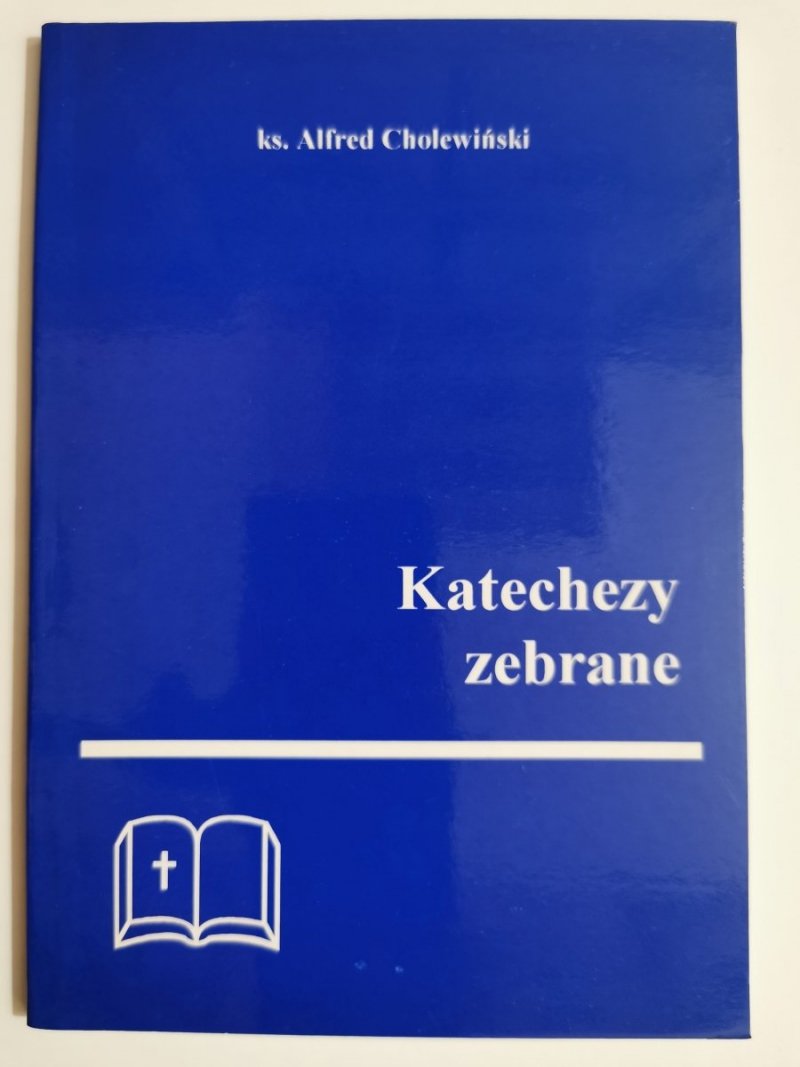 ks. Alfred Cholewiński
Katechezy
zebrane